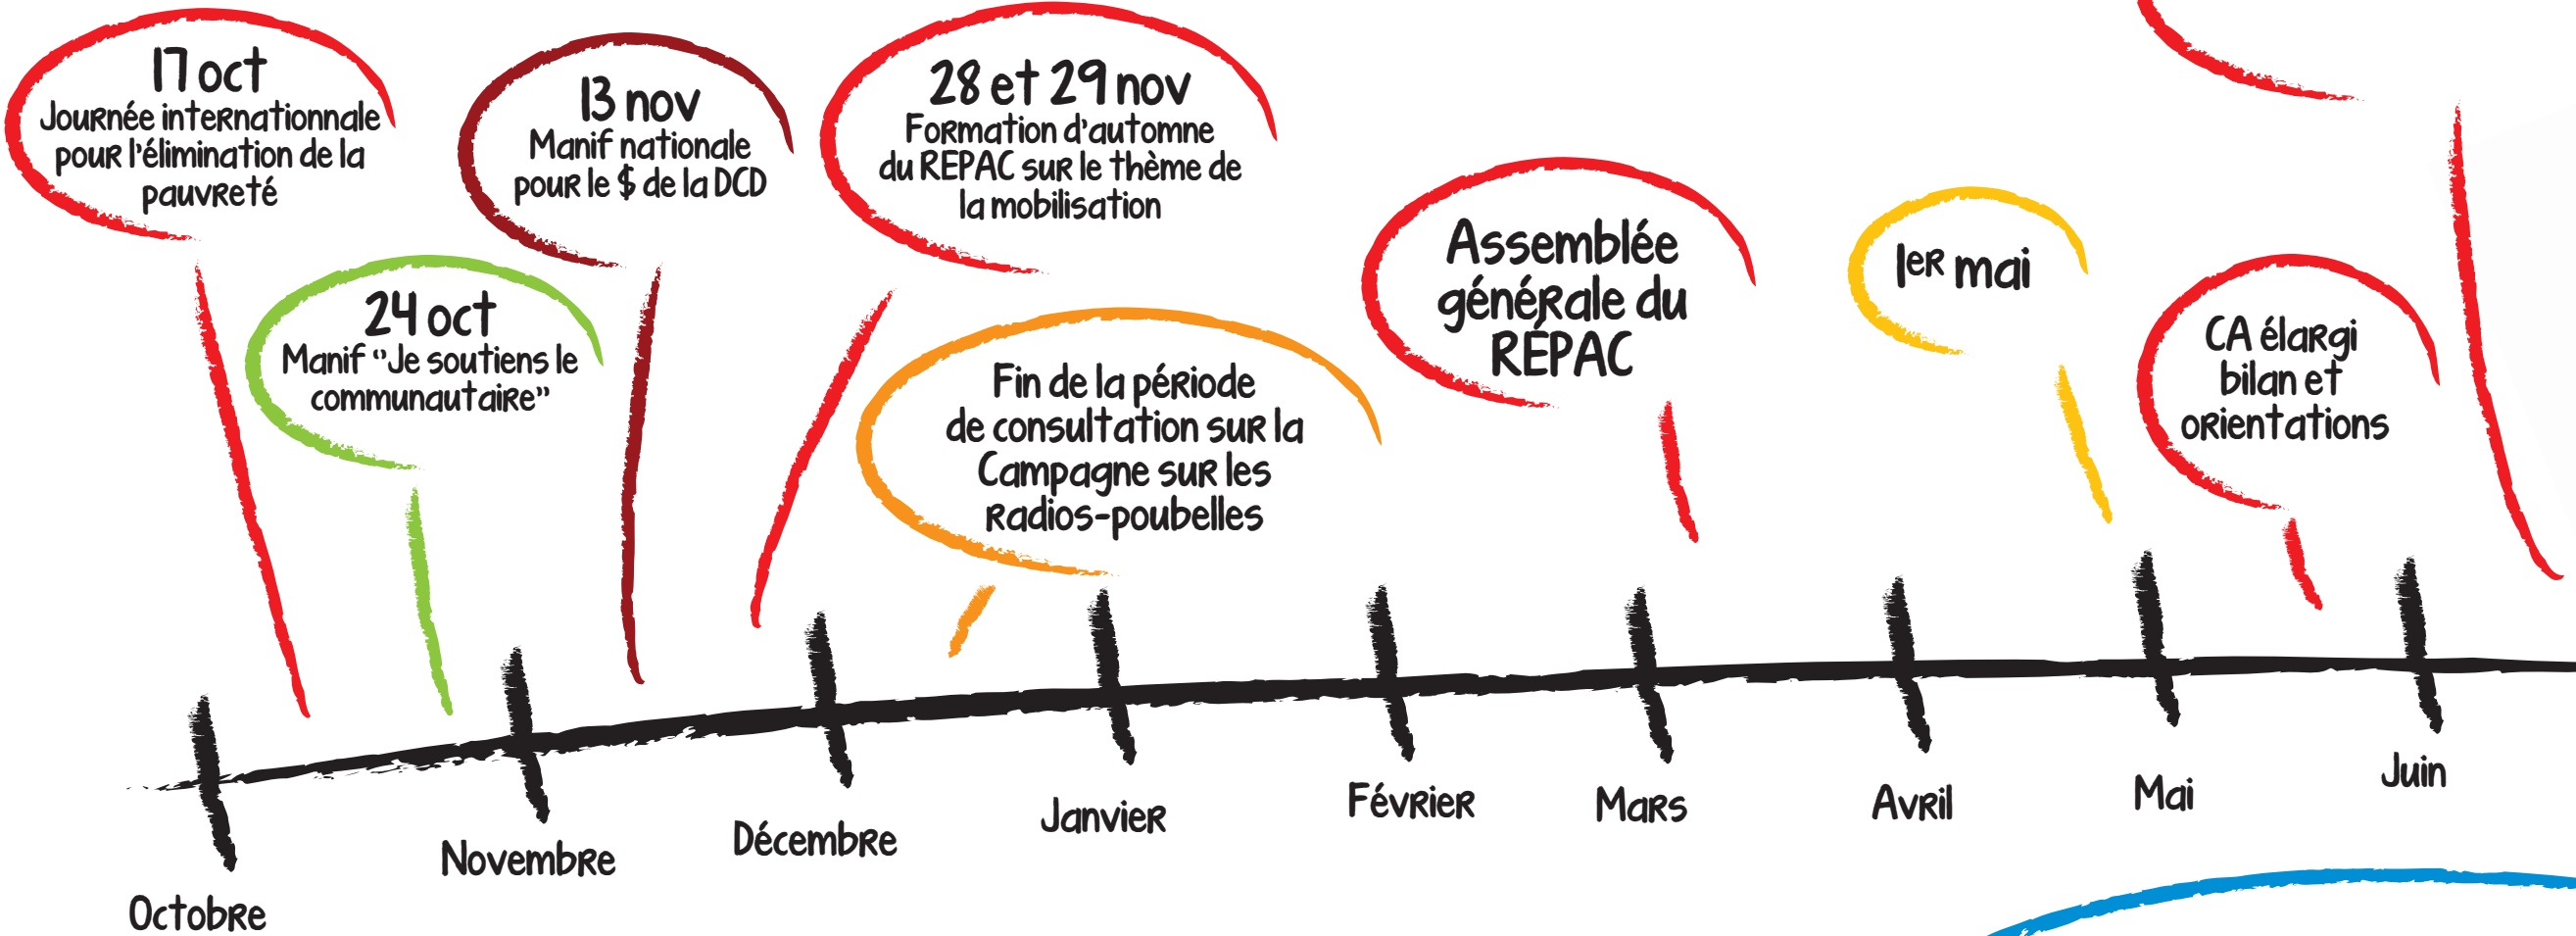 17 oct
Journée internationnale
pour l'élimination de la
pauvreté
24 oct
Manif "Je soutiens le
communautaire"
13 nov
Manif nationale
pour le $ de la DCD
28 et 29 nov
Formation d'automne
du REPAC sur le thème de
la mobilisation
Fin de la période
de consultation sur la
Campagne sur les
radios-poubelles
Assemblée
générale du
RÉPAC
1er mai
CA élargi
bilan et
orientations
Octobre
Novembre
Décembre
Janvier
Février
Mars
Avril
Mai
Juin